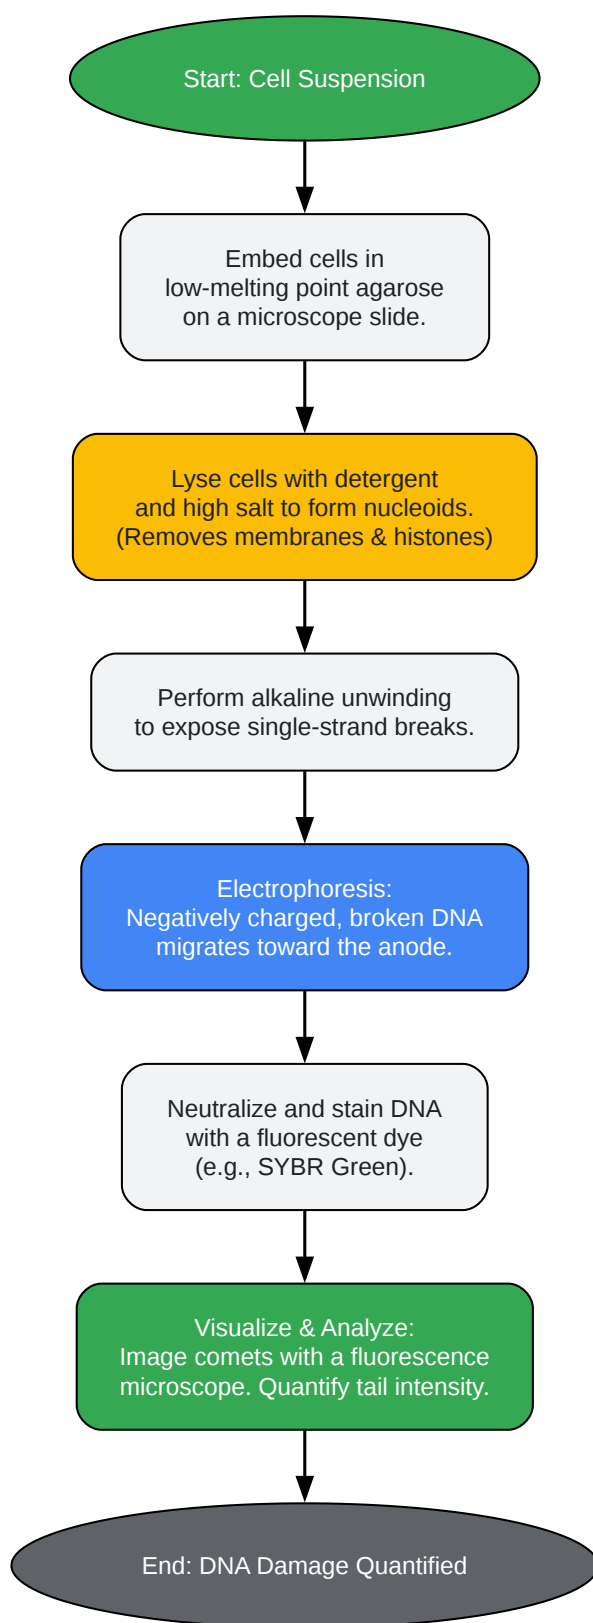 Start: Cell Suspension
Embed cells in
low-melting point agarose
on a microscope slide.
Lyse cells with detergent
and high salt to form nucleoids.
(Removes membranes & histones)
Perform alkaline unwinding
to expose single-strand breaks.
Electrophoresis:
Negatively charged, broken DNA
migrates toward the anode.
Neutralize and stain DNA
with a fluorescent dye
(e.g., SYBR Green).
Visualize & Analyze:
Image comets with a fluorescence
microscope. Quantify tail intensity.
End: DNA Damage Quantified